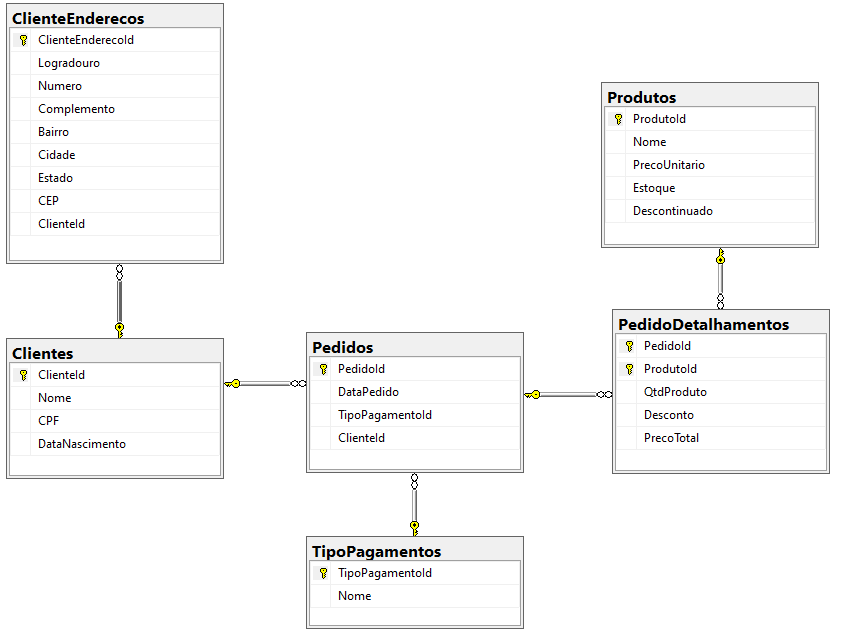 ClienteEnderecos
ClienteEnderecoId
Logradouro
Numero
Complemento
Bairro
Cidade
Estado
CEP
ClienteId
Clientes
ClienteId
Nome
CPF
DataNascimento
Pedidos
PedidoId
DataPedido
TipoPagamentoId
ClienteId
TipoPagamentos
TipoPagamentoId
Nome
Produtos
ProdutoId
Nome
PrecoUnitario
Estoque
Descontinuado
PedidoDetalhamentos
PedidoId
ProdutoId
QtdProduto
Desconto
PrecoTotal